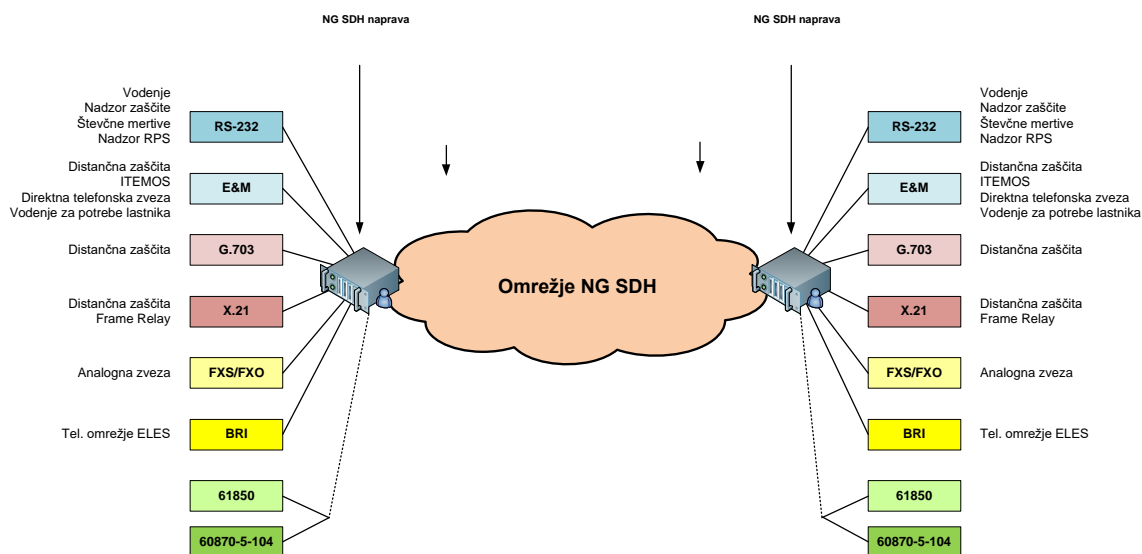 NG SDH naprava
NG SDH naprava
Vodenje
Nadzor zaščite
Števčne mertive
Nadzor RPS
RS-232
Distančna zaščita
ITEMOS
Direktna telefonska zveza
Vodenje za potrebe lastnika
E&M
Distančna zaščita
G.703
Distančna zaščita
Frame Relay
X.21
Analogna zveza
FXS/FXO
Tel. omrežje ELES
BRI
61850
60870-5-104
Omrežje NG SDH
RS-232
Vodenje
Nadzor zaščite
Števčne mertive
Nadzor RPS
E&M
Distančna zaščita
ITEMOS
Direktna telefonska zveza
Vodenje za potrebe lastnika
G.703
Distančna zaščita
X.21
Distančna zaščita
Frame Relay
FXS/FXO
Analogna zveza
BRI
Tel. omrežje ELES
61850
60870-5-104